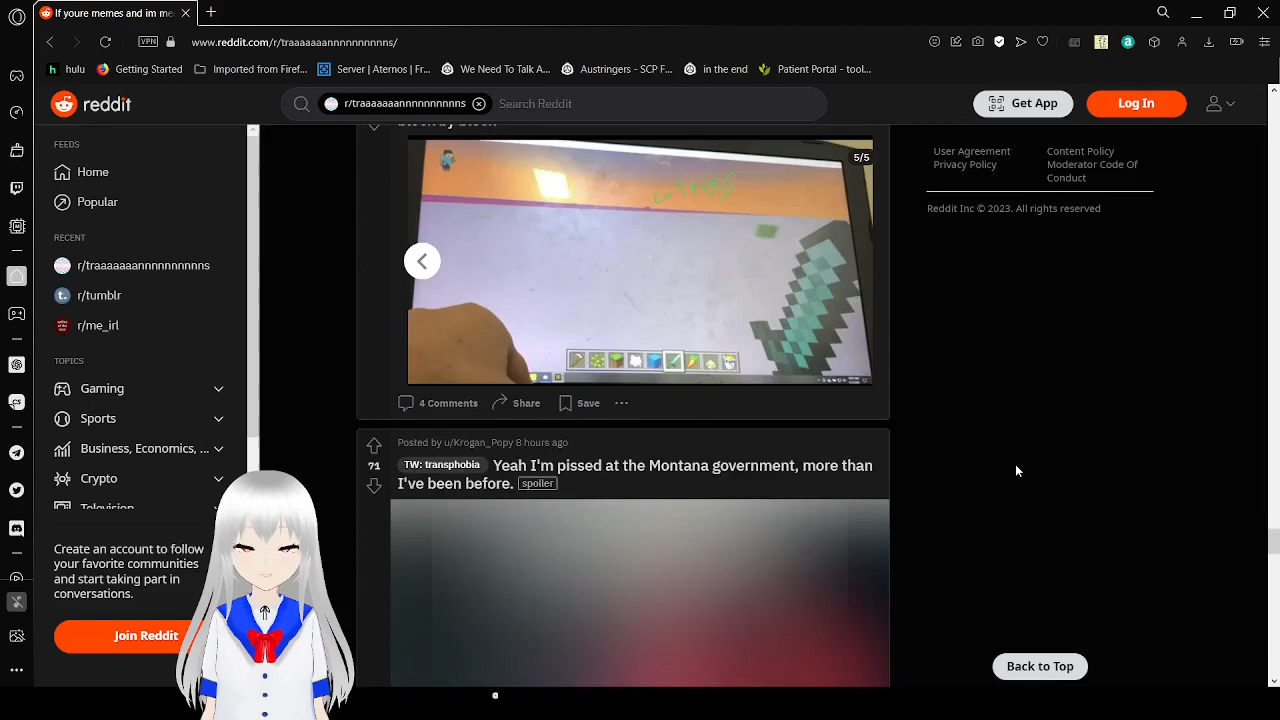 If youre memes and im me
www.reddit.com/r/traaaaaaannnnnnnnnns/
VPN
hulu
Getting Started
Imported from Firef...
Server | Aternos | Fr...
We Need To Talk A...
Austringers - SCP F...
in the end
Patient Portal - tool...
reddit
r/traaaaaaannnnnnnnnns
Search Reddit
Get App
Log In
FEEDS
Home
Popular
RECENT
r/traaaaaaannnnnnnnnns
r/tumblr
r/me_irl
TOPICS
Gaming
Sports
Business, Economics, ...
Crypto
Television
Create an account to follow
your favorite communities
and start taking part in
conversations.
Join Reddit
block by block
5/5
4 Comments
Share
Save
Posted by u/Krogan_Popy 8 hours ago
71
TW: transphobia Yeah I'm pissed at the Montana government, more than
I've been before. spoiler
User Agreement
Privacy Policy
Content Policy
Moderator Code Of
Conduct
Reddit Inc © 2023. All rights reserved
Back to Top